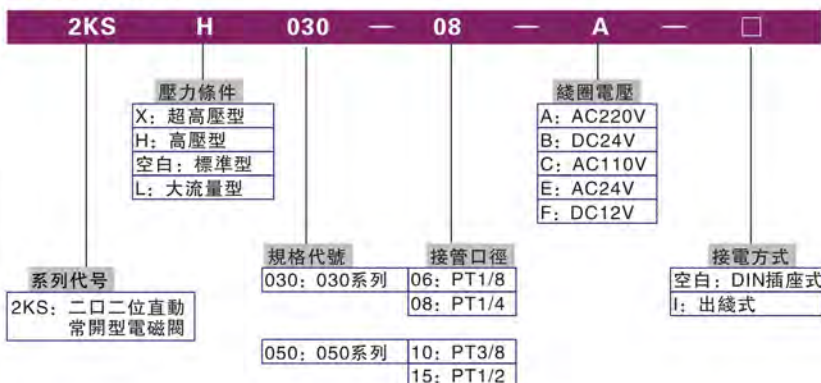 2KS H 030 — 08 — A — □
壓力條件
X：超高壓型
H：高壓型
空白：標準型
L：大流量型
綫圈電壓
A：AC220V
B：DC24V
C：AC110V
E：AC24V
F：DC12V
系列代号
2KS：二口二位直動
常開型電磁閥
規格代號
030：030系列
050：050系列
接管口徑
06：PT1/8
08：PT1/4
10：PT3/8
15：PT1/2
接電方式
空白：DIN插座式
I：出綫式